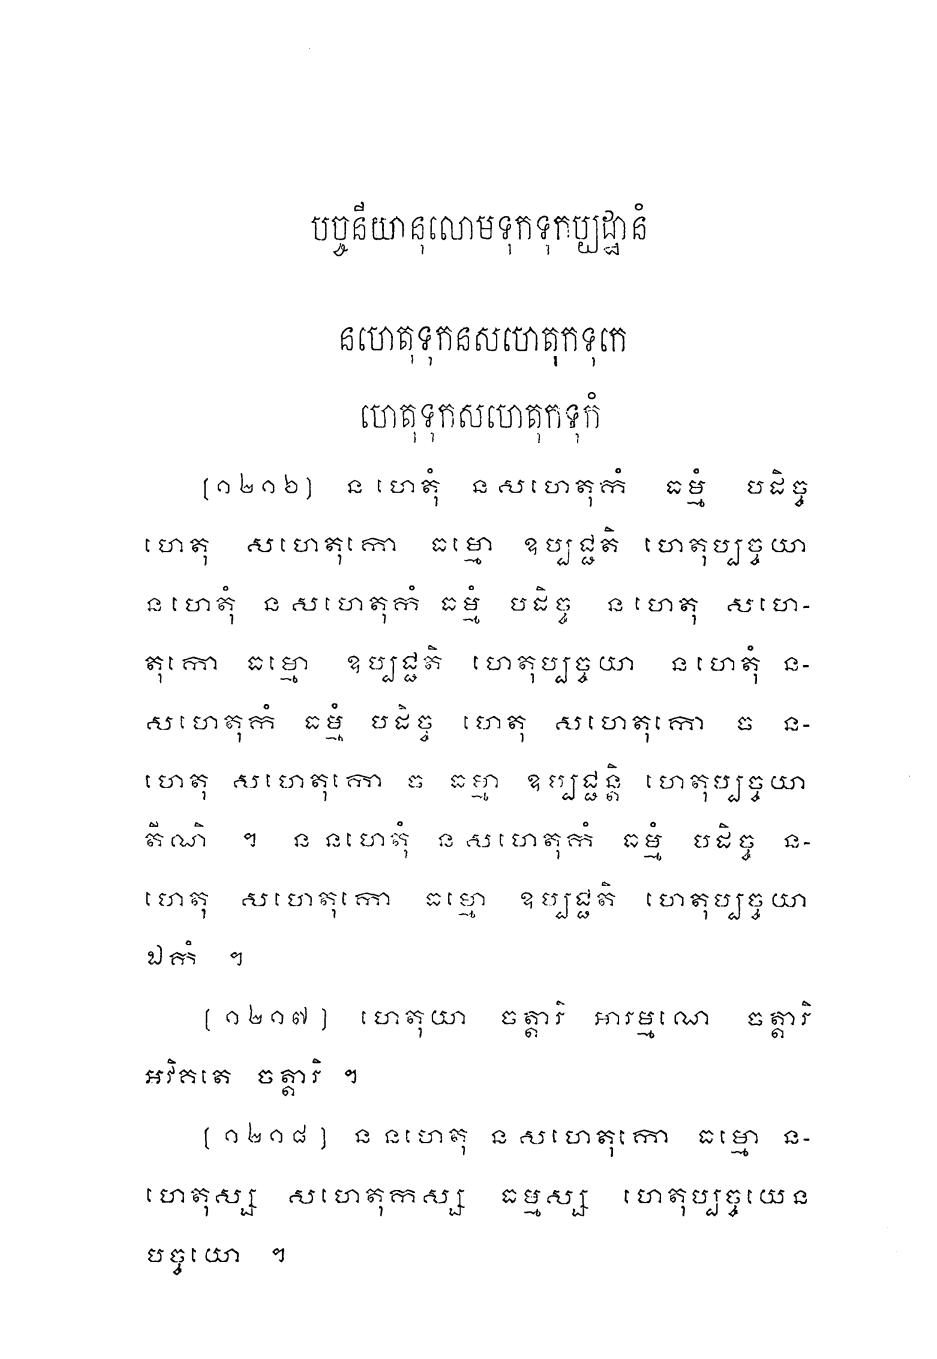 បច្ចនីយានុលោមទុកទុកប្បដ្ឋានំ
នហេតុទុកនសហេតុកទុកេ
ហេតុទុកសហេតុកទុកំ
(១២១៦) ន ហេតុំ ន សហេតុកំ ធម្មំ បដិច្ច
ហេតុ សហេតុកោ ធម្មោ ឧប្បជ្ជតិ ហេតុប្បច្ចយា
ន ហេតុំ ន សហេតុកំ ធម្មំ បដិច្ច ន ហេតុ សហេ-
តុកោ ធម្មោ ឧប្បជ្ជតិ ហេតុប្បច្ចយា ន ហេតុំ ន-
សហេតុកំ ធម្មំ បដិច្ច ហេតុ សហេតុកោ ច ន-
ហេតុ សហេតុកោ ច ធម្មា ឧប្បជ្ជន្តិ ហេតុប្បច្ចយា
តីណិ ។ ន នហេតុំ ន សហេតុកំ ធម្មំ បដិច្ច ន-
ហេតុ សហេតុកោ ធម្មោ ឧប្បជ្ជតិ ហេតុប្បច្ចយា
ឯកំ ។
(១២១៧) ហេតុយា ចត្តារិ អារម្មណេ ចត្តារិ
អវិគតេ ចត្តារិ ។
(១២១៨) ន នហេតុ ន សហេតុកោ ធម្មោ ន-
ហេតុស្ស សហេតុកស្ស ធម្មស្ស ហេតុប្បច្ចយេន
បច្ចយោ ។